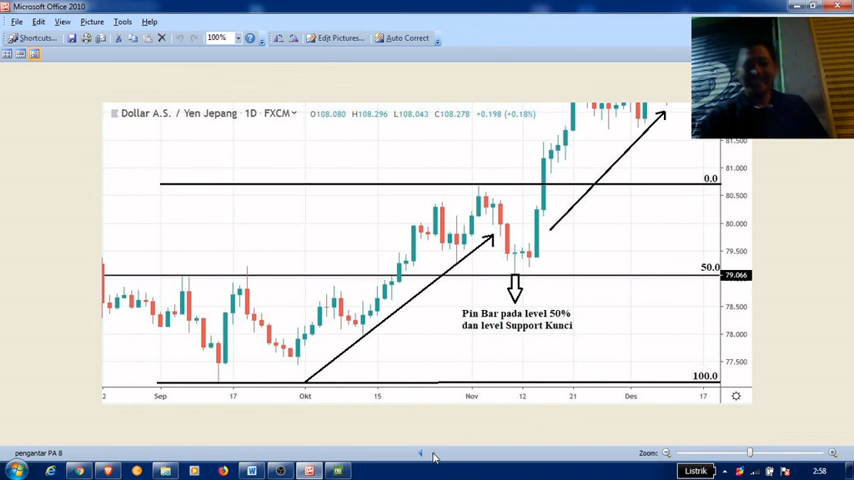 Microsoft Office 2010
File Edit View Picture Tools Help
Shortcuts... 100% Edit Pictures... Auto Correct
Dollar A.S. / Yen Jepang · 1D · FXCM O108.080 H108.296 L108.043 C108.278 +0.198 (+0.18%)
81.500
0.0
80.500
80.000
79.500
50.0
79.066
78.500
78.000
77.500
100.0
Pin Bar pada level 50%
dan level Support Kunci
2 Sep 17 Okt 15 Nov 12 21 Des 17
pengantar PA 8 Zoom:
Listrik 2:58